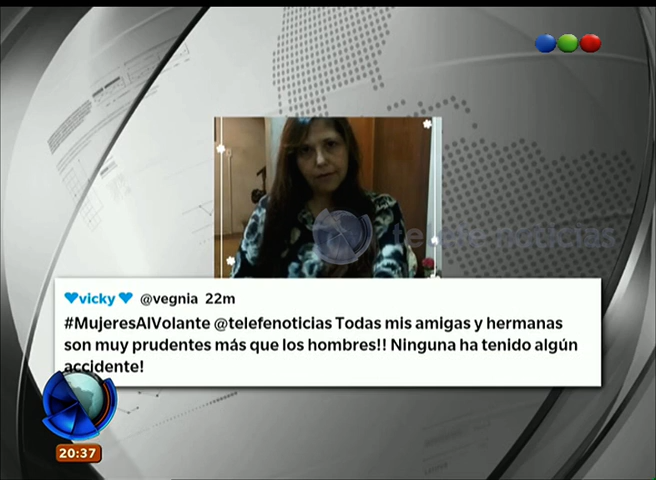 telefe noticias
vicky @vegnia 22m
#MujeresAlVolante @telefenoticias Todas mis amigas y hermanas
son muy prudentes más que los hombres!! Ninguna ha tenido algún
accidente!
20:37